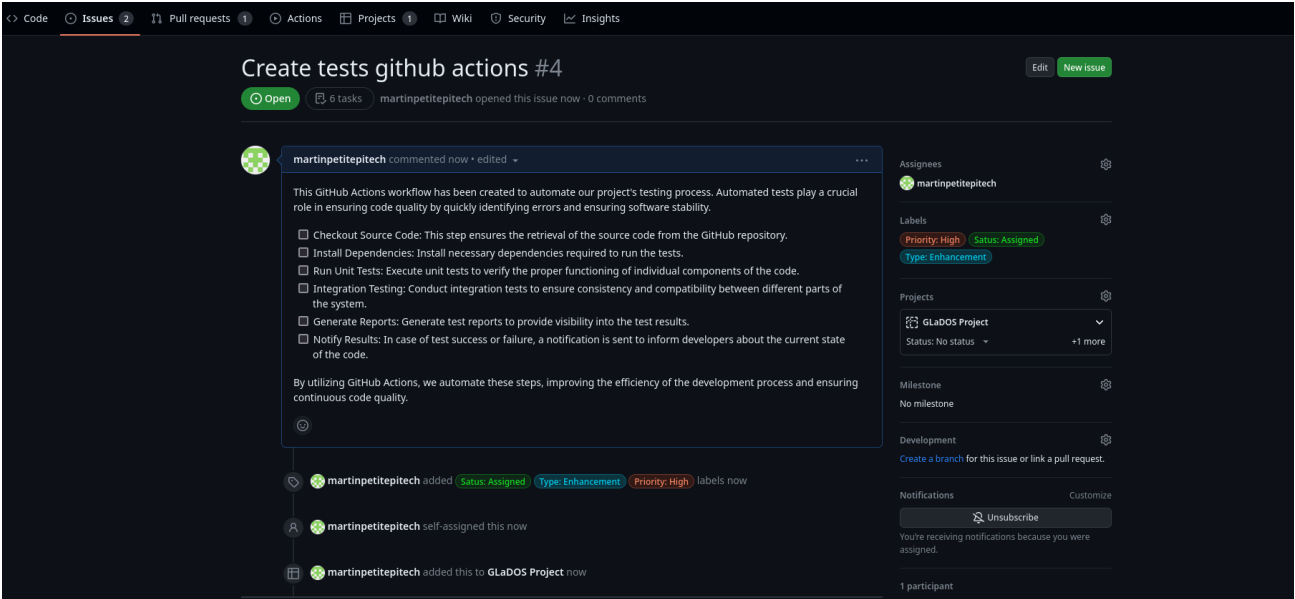 Code Issues 2 Pull requests 1 Actions Projects 1 Wiki Security Insights
Create tests github actions #4
Edit New issue
Open 6 tasks martinpetitepitech opened this issue now · 0 comments
martinpetitepitech commented now • edited
This GitHub Actions workflow has been created to automate our project's testing process. Automated tests play a crucial
role in ensuring code quality by quickly identifying errors and ensuring software stability.
Checkout Source Code: This step ensures the retrieval of the source code from the GitHub repository.
Install Dependencies: Install necessary dependencies required to run the tests.
Run Unit Tests: Execute unit tests to verify the proper functioning of individual components of the code.
Integration Testing: Conduct integration tests to ensure consistency and compatibility between different parts of
the system.
Generate Reports: Generate test reports to provide visibility into the test results.
Notify Results: In case of test success or failure, a notification is sent to inform developers about the current state
of the code.
By utilizing GitHub Actions, we automate these steps, improving the efficiency of the development process and ensuring
continuous code quality.
martinpetitepitech added Satus: Assigned Type: Enhancement Priority: High labels now
martinpetitepitech self-assigned this now
martinpetitepitech added this to GLaDOS Project now
Assignees
martinpetitepitech
Labels
Priority: High Satus: Assigned
Type: Enhancement
Projects
GLaDOS Project
Status: No status +1 more
Milestone
No milestone
Development
Create a branch for this issue or link a pull request.
Notifications Customize
Unsubscribe
You're receiving notifications because you were
assigned.
1 participant